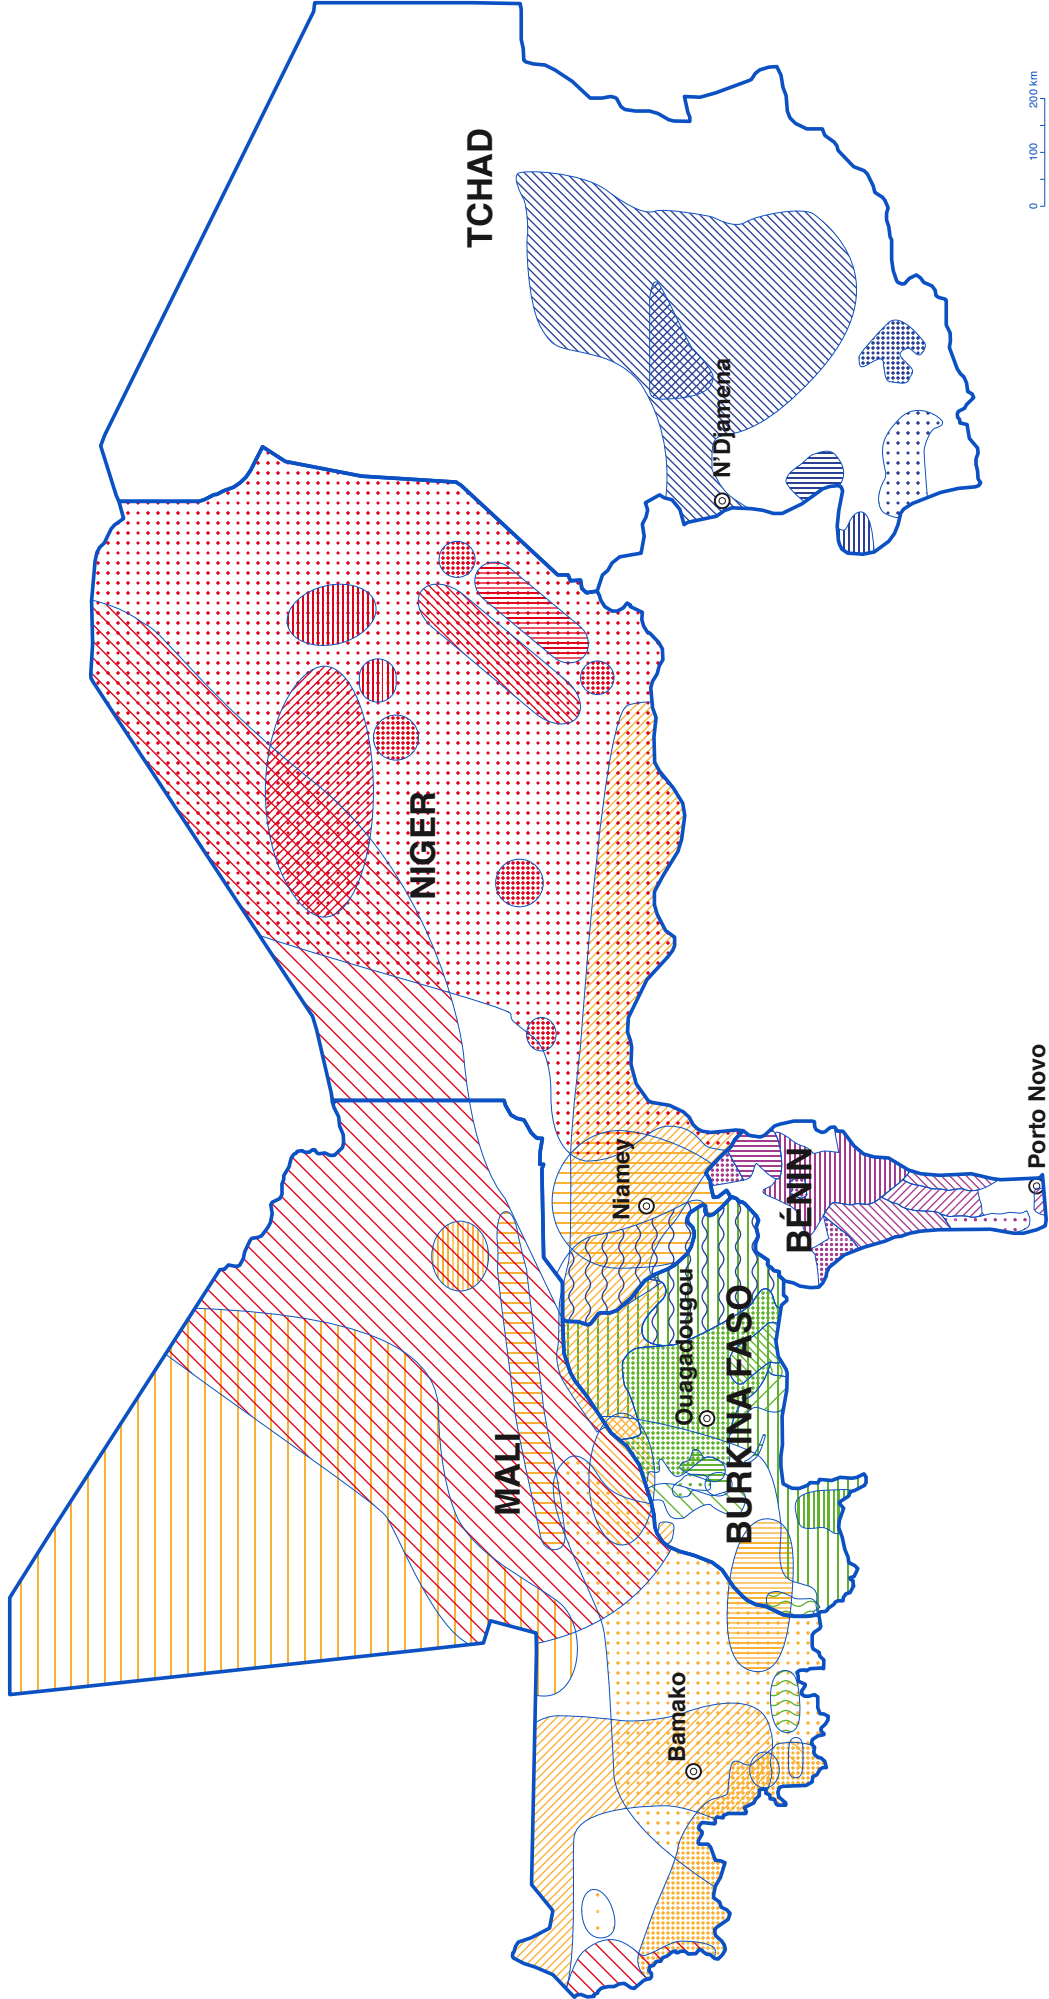 TCHAD
NIGER
MALI
N'Djamena
Niamey
Ouagadougou
Bamako
BURKINA FASO
BÉNIN
Porto Novo
0 100 200 km